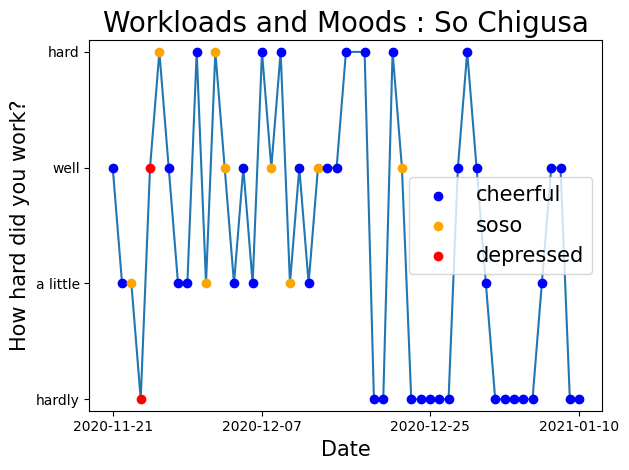 Workloads and Moods : So Chigusa
How hard did you work?
hard
well
a little
hardly
cheerful
soso
depressed
2020-11-21
2020-12-07
2020-12-25
2021-01-10
Date